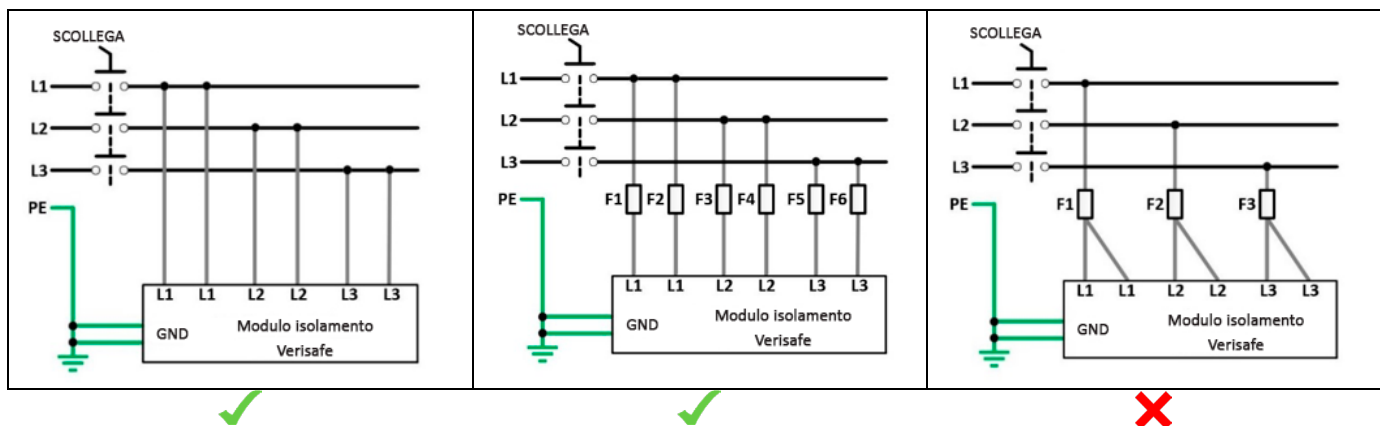 SCOLLEGA
L1
L2
L3
PE
L1 L1 L2 L2 L3 L3
GND
Modulo isolamento
Verisafe
SCOLLEGA
L1
L2
L3
PE
F1 F2 F3 F4 F5 F6
L1 L1 L2 L2 L3 L3
GND
Modulo isolamento
Verisafe
SCOLLEGA
L1
L2
L3
PE
F1 F2 F3
L1 L1 L2 L2 L3 L3
GND
Modulo isolamento
Verisafe